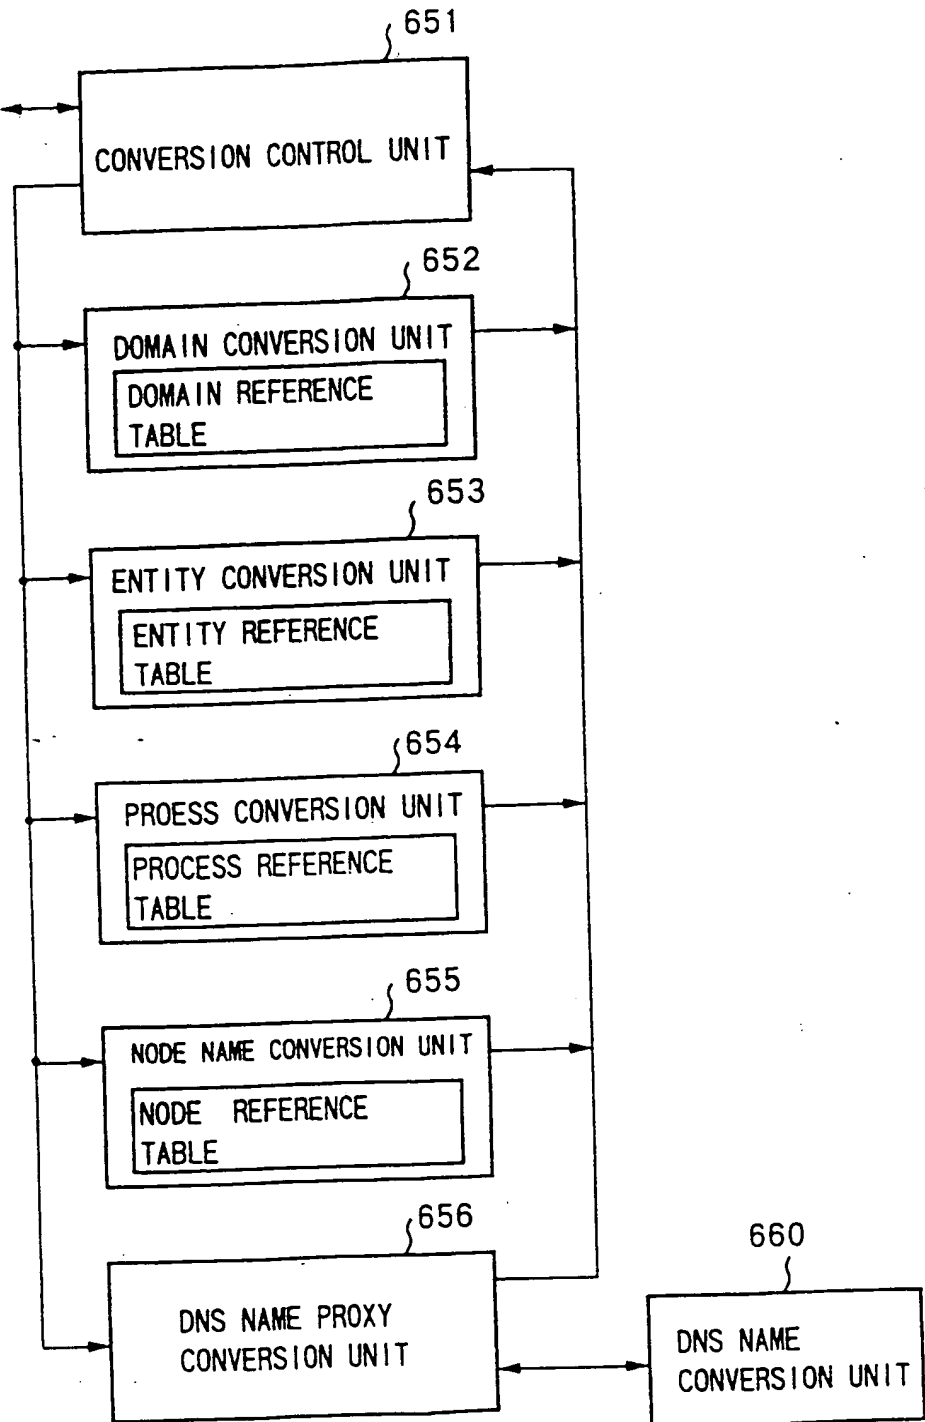 651
CONVERSION CONTROL UNIT
652
DOMAIN CONVERSION UNIT
DOMAIN REFERENCE
TABLE
653
ENTITY CONVERSION UNIT
ENTITY REFERENCE
TABLE
654
PROESS CONVERSION UNIT
PROCESS REFERENCE
TABLE
655
NODE NAME CONVERSION UNIT
NODE REFERENCE
TABLE
656
DNS NAME PROXY
CONVERSION UNIT
660
DNS NAME
CONVERSION UNIT